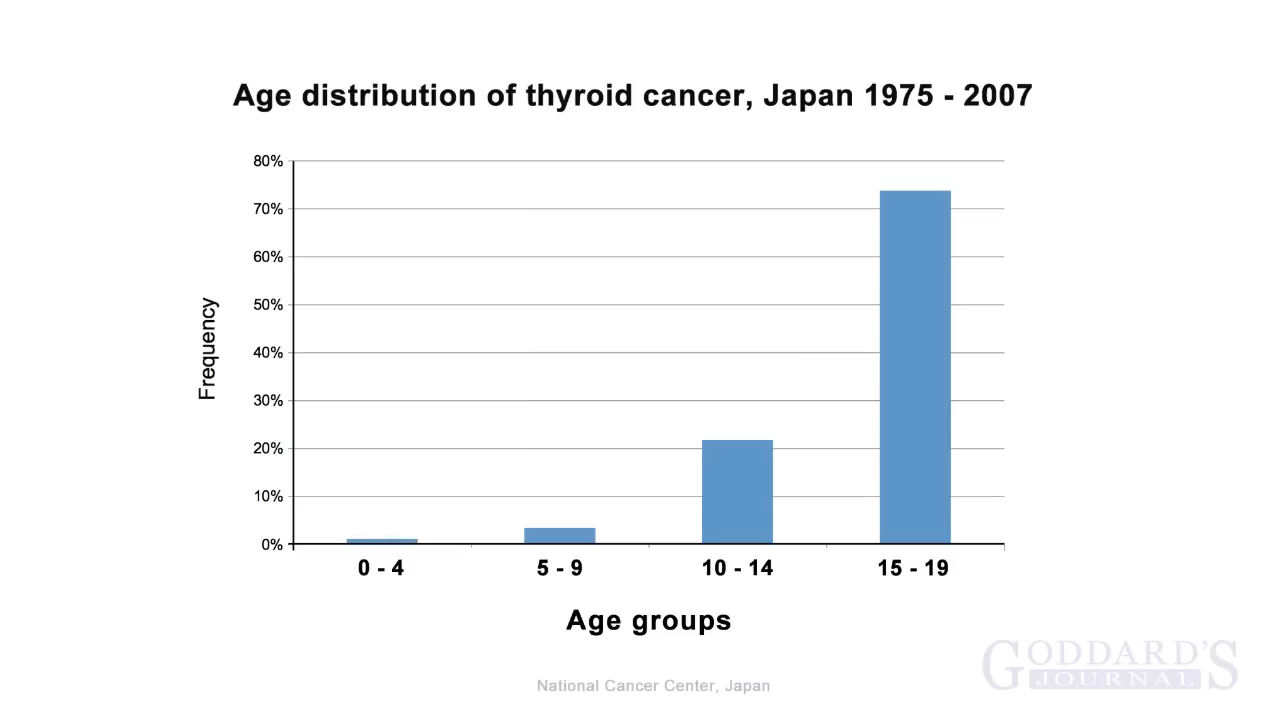 Age distribution of thyroid cancer, Japan 1975 - 2007
80%
70%
60%
50%
40%
30%
20%
10%
0%
Frequency
0 - 4 5 - 9 10 - 14 15 - 19
Age groups
National Cancer Center, Japan
GODDARD'S
JOURNAL